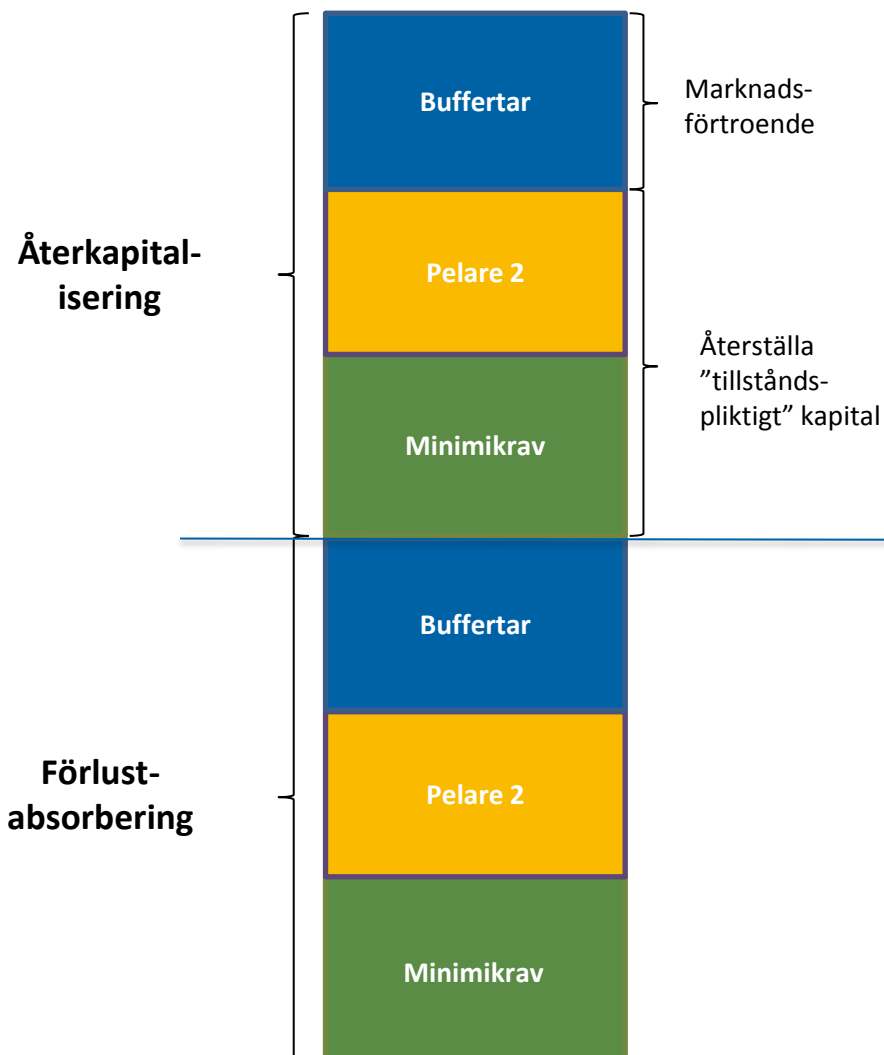 Buffertar
Marknads-
förtroende
Återkapital-
isering
Pelare 2
Återställa
”tillstånds-
pliktigt” kapital
Minimikrav
Buffertar
Förlust-
absorbering
Pelare 2
Minimikrav